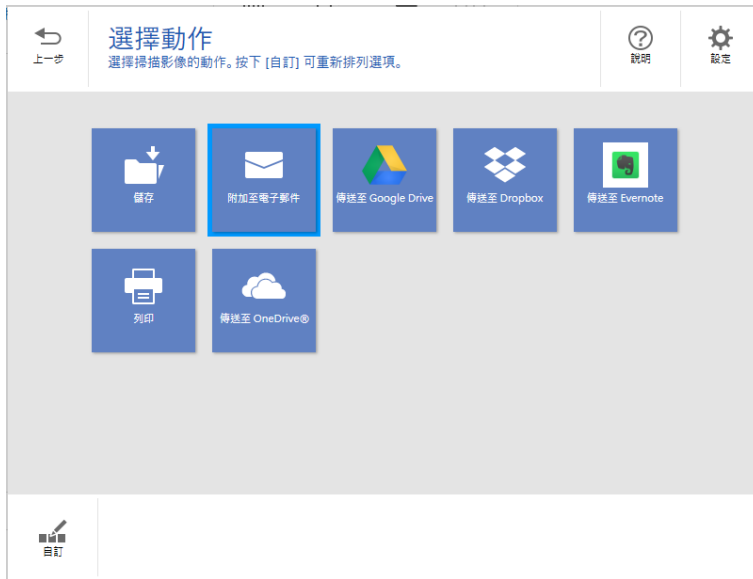 上一步
選擇動作
選擇掃描影像的動作。按下 [自訂] 可重新排列選項。
說明
設定
儲存
附加至電子郵件
傳送至 Google Drive
傳送至 Dropbox
傳送至 Evernote
列印
傳送至 OneDrive®
自訂